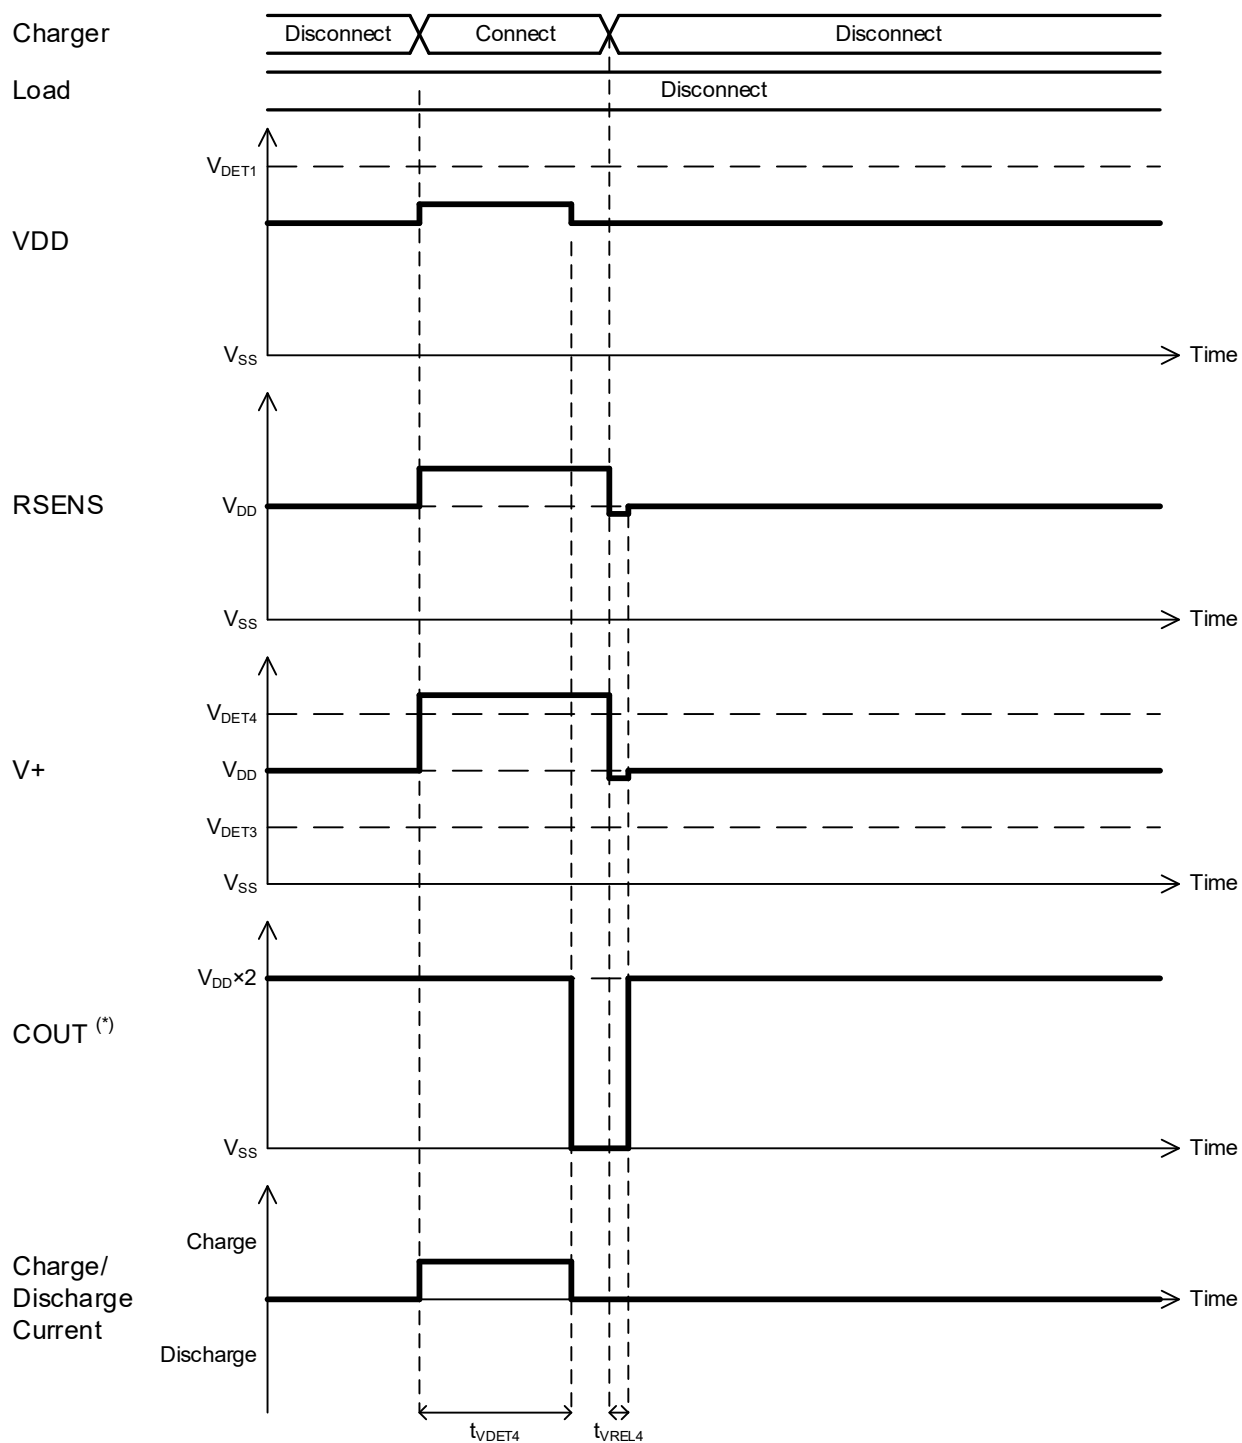 Charger
Disconnect
Connect
Disconnect
Load
Disconnect
VDET1
VDD
VSS
Time
RSENS
VDD
VSS
Time
V+
VDET4
VDD
VDET3
VSS
Time
COUT (*)
VDD×2
VSS
Time
Charge/
Discharge
Current
Charge
Discharge
Time
tVDET4
tVREL4